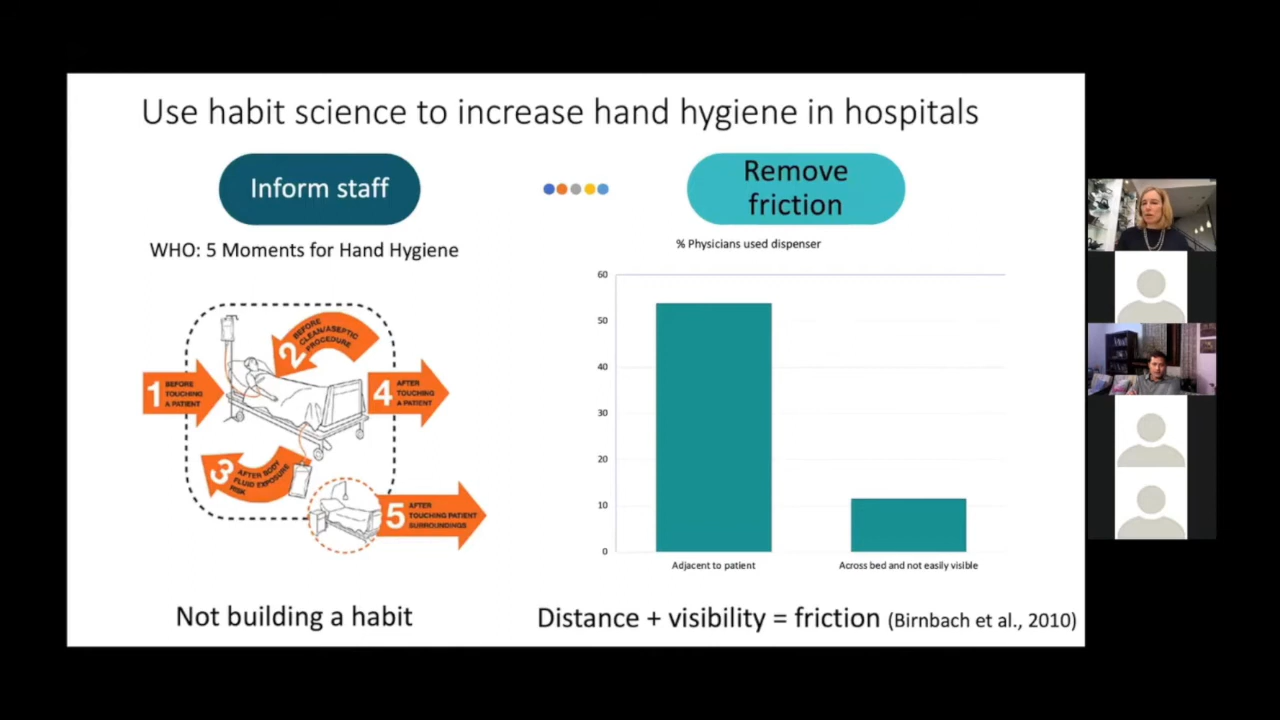 Use habit science to increase hand hygiene in hospitals
Inform staff
WHO: 5 Moments for Hand Hygiene
1 BEFORE
TOUCHING
A PATIENT
2 BEFORE
CLEAN/ASEPTIC
PROCEDURE
3 AFTER BODY
FLUID EXPOSURE
RISK
4 AFTER
TOUCHING
A PATIENT
5 AFTER
TOUCHING PATIENT
SURROUNDINGS
Not building a habit
Remove
friction
% Physicians used dispenser
60
50
40
30
20
10
0
Adjacent to patient
Across bed and not easily visible
Distance + visibility = friction (Birnbach et al., 2010)